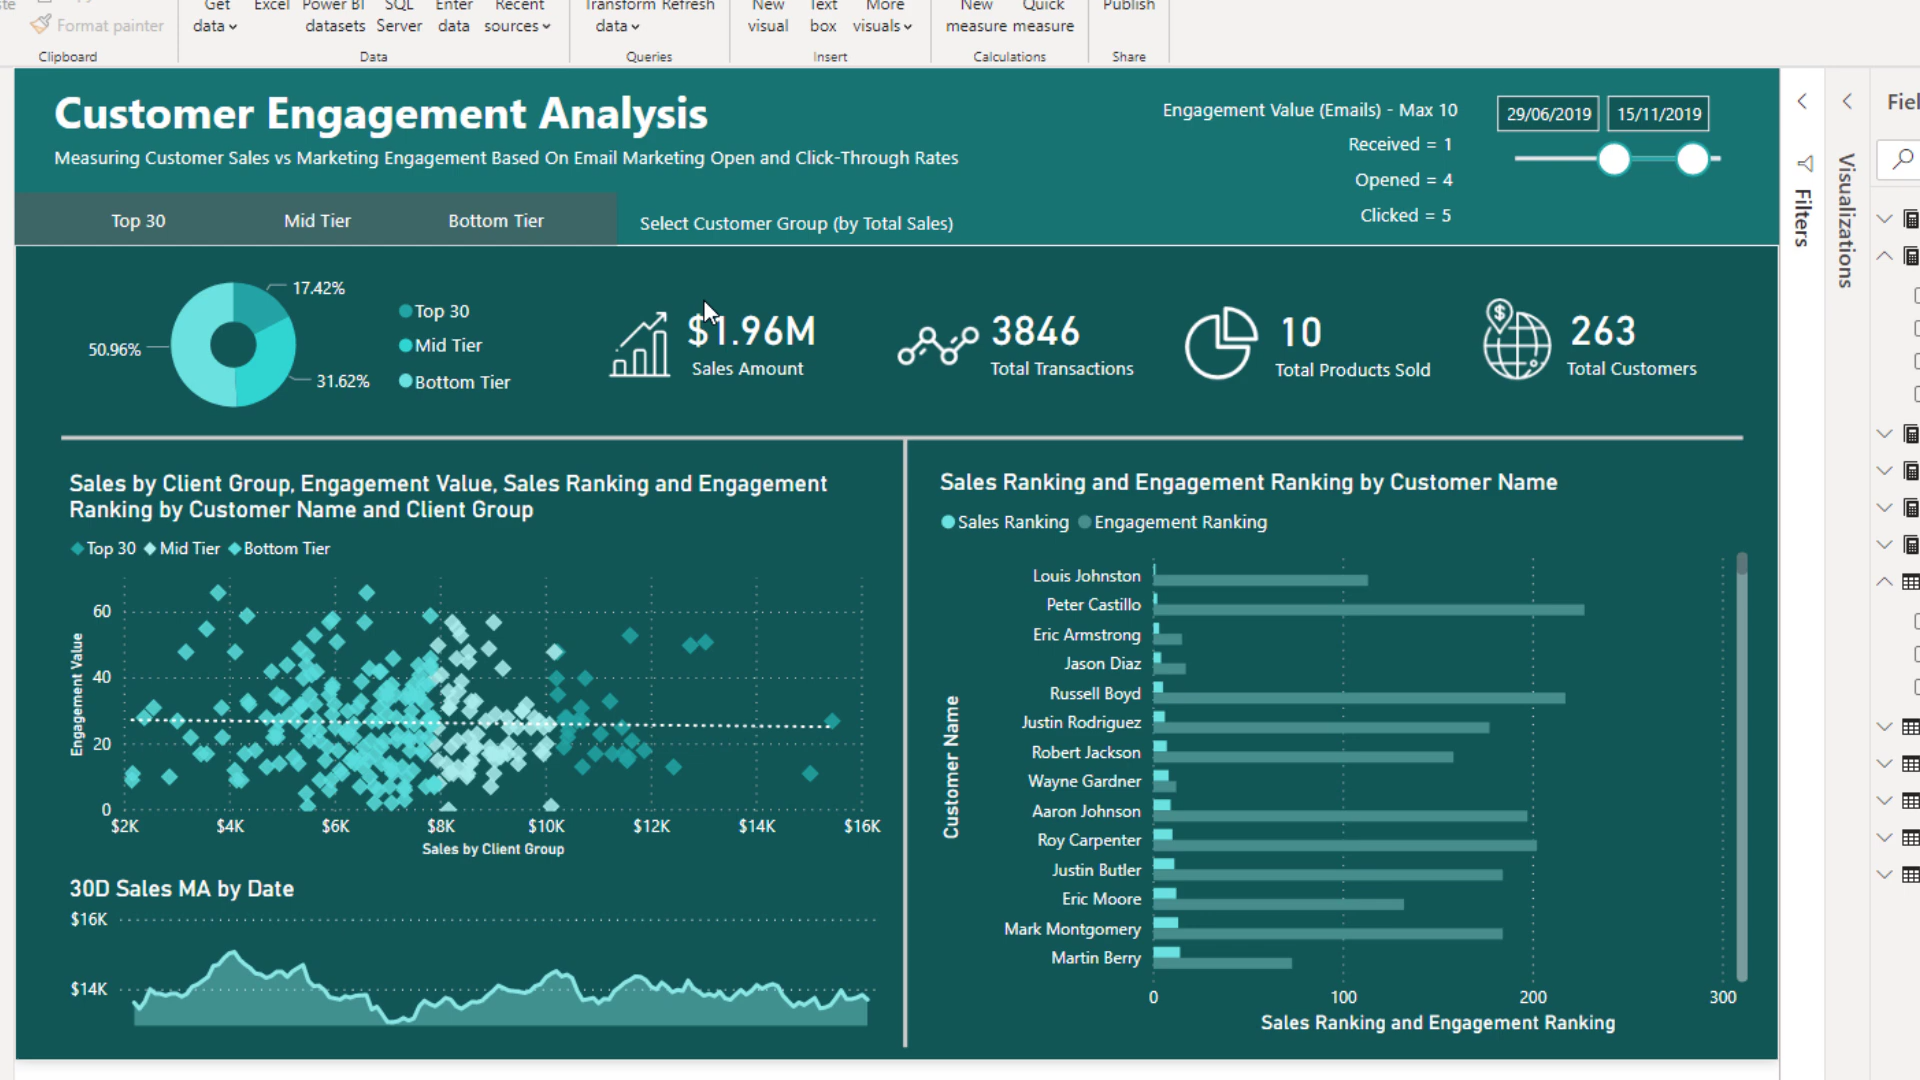 Get Excel Power BI SQL Enter Recent Transform Refresh New Text More New Quick Publish
Format painter data datasets Server data sources data visual box visuals measure measure
Clipboard Data Queries Insert Calculations Share
Customer Engagement Analysis
Measuring Customer Sales vs Marketing Engagement Based On Email Marketing Open and Click-Through Rates
Engagement Value (Emails) - Max 10
Received = 1
Opened = 4
Clicked = 5
29/06/2019 15/11/2019
Top 30 Mid Tier Bottom Tier Select Customer Group (by Total Sales)
17.42%
50.96%
31.62%
Top 30
Mid Tier
Bottom Tier
$1.96M
Sales Amount
3846
Total Transactions
10
Total Products Sold
263
Total Customers
Sales by Client Group, Engagement Value, Sales Ranking and Engagement
Ranking by Customer Name and Client Group
Top 30 Mid Tier Bottom Tier
Engagement Value
60
40
20
0
$2K $4K $6K $8K $10K $12K $14K $16K
Sales by Client Group
30D Sales MA by Date
$16K
$14K
Sales Ranking and Engagement Ranking by Customer Name
Sales Ranking Engagement Ranking
Customer Name
Louis Johnston
Peter Castillo
Eric Armstrong
Jason Diaz
Russell Boyd
Justin Rodriguez
Robert Jackson
Wayne Gardner
Aaron Johnson
Roy Carpenter
Justin Butler
Eric Moore
Mark Montgomery
Martin Berry
0 100 200 300
Sales Ranking and Engagement Ranking
Filters
Visualizations